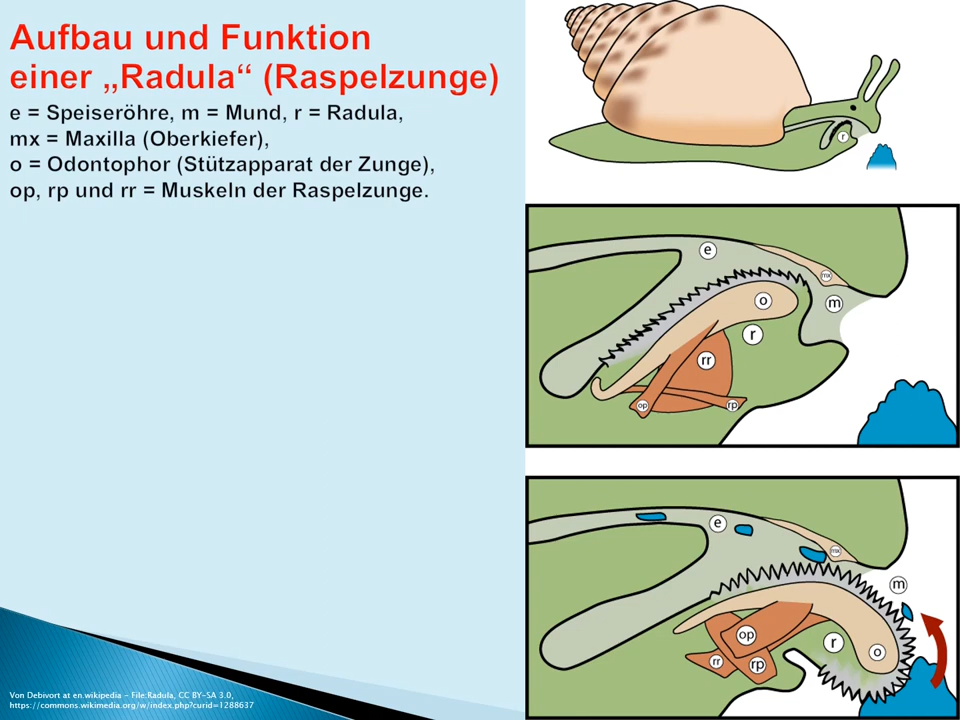 Aufbau und Funktion
einer „Radula“ (Raspelzunge)
e = Speiseröhre, m = Mund, r = Radula,
mx = Maxilla (Oberkiefer),
o = Odontophor (Stützapparat der Zunge),
op, rp und rr = Muskeln der Raspelzunge.
r
e
mx
o
m
r
rr
op
rp
e
mx
m
op
r
o
rr
rp
Von Debivort at en.wikipedia - File:Radula, CC BY-SA 3.0,
https://commons.wikimedia.org/w/index.php?curid=1288637